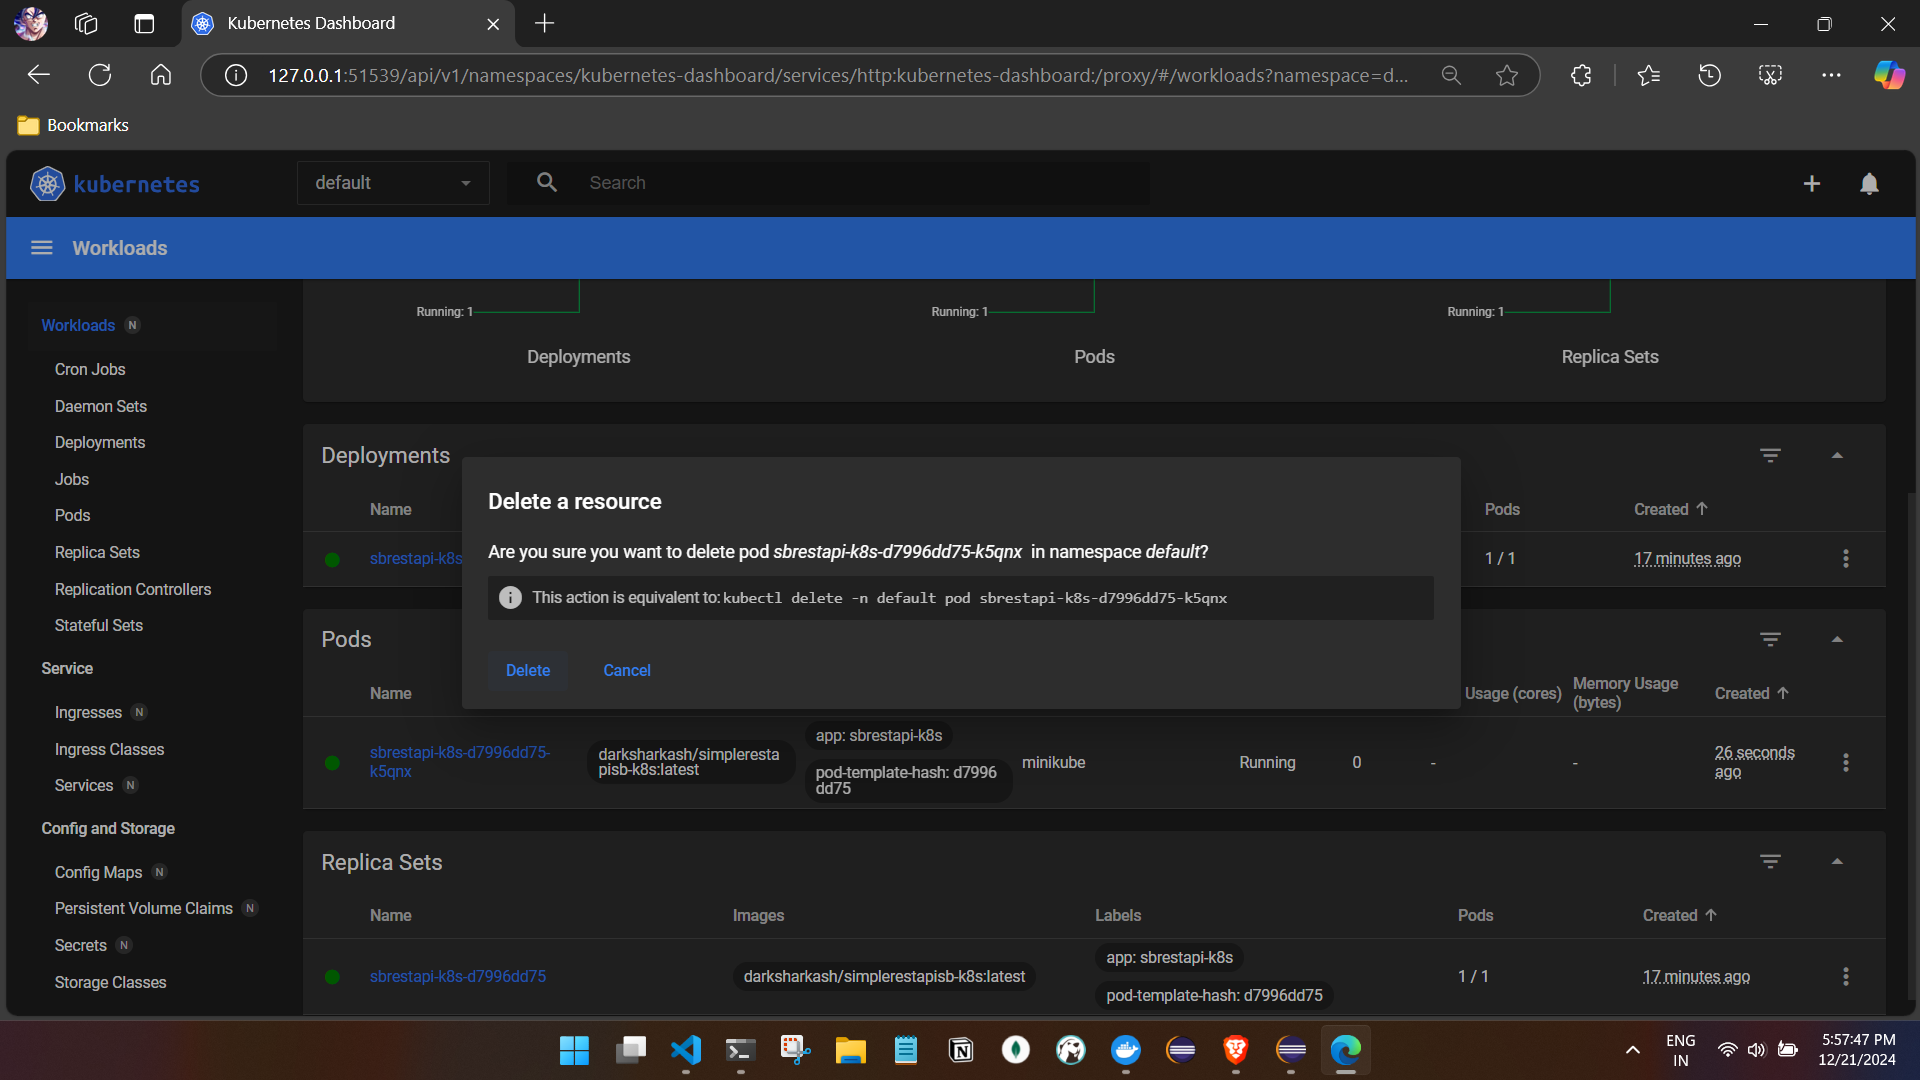 Kubernetes Dashboard
127.0.0.1:51539/api/v1/namespaces/kubernetes-dashboard/services/http:kubernetes-dashboard:/proxy/#/workloads?namespace=d...
Bookmarks
kubernetes
default
Search
Workloads
Workloads N
Cron Jobs
Daemon Sets
Deployments
Jobs
Pods
Replica Sets
Replication Controllers
Stateful Sets
Service
Ingresses N
Ingress Classes
Services N
Config and Storage
Config Maps N
Persistent Volume Claims N
Secrets N
Storage Classes
Running: 1
Running: 1
Running: 1
Deployments
Pods
Replica Sets
Deployments
Name
Pods
Created
sbrestapi-k8s
1 / 1
17 minutes ago
Delete a resource
Are you sure you want to delete pod sbrestapi-k8s-d7996dd75-k5qnx in namespace default?
This action is equivalent to: kubectl delete -n default pod sbrestapi-k8s-d7996dd75-k5qnx
Delete
Cancel
Pods
Name
Usage (cores)
Memory Usage
(bytes)
Created
sbrestapi-k8s-d7996dd75-
k5qnx
darksharkash/simpleresta
pisb-k8s:latest
app: sbrestapi-k8s
pod-template-hash: d7996
dd75
minikube
Running
0
-
-
26 seconds
ago
Replica Sets
Name
Images
Labels
Pods
Created
sbrestapi-k8s-d7996dd75
darksharkash/simplerestapisb-k8s:latest
app: sbrestapi-k8s
pod-template-hash: d7996dd75
1 / 1
17 minutes ago
ENG
IN
5:57:47 PM
12/21/2024